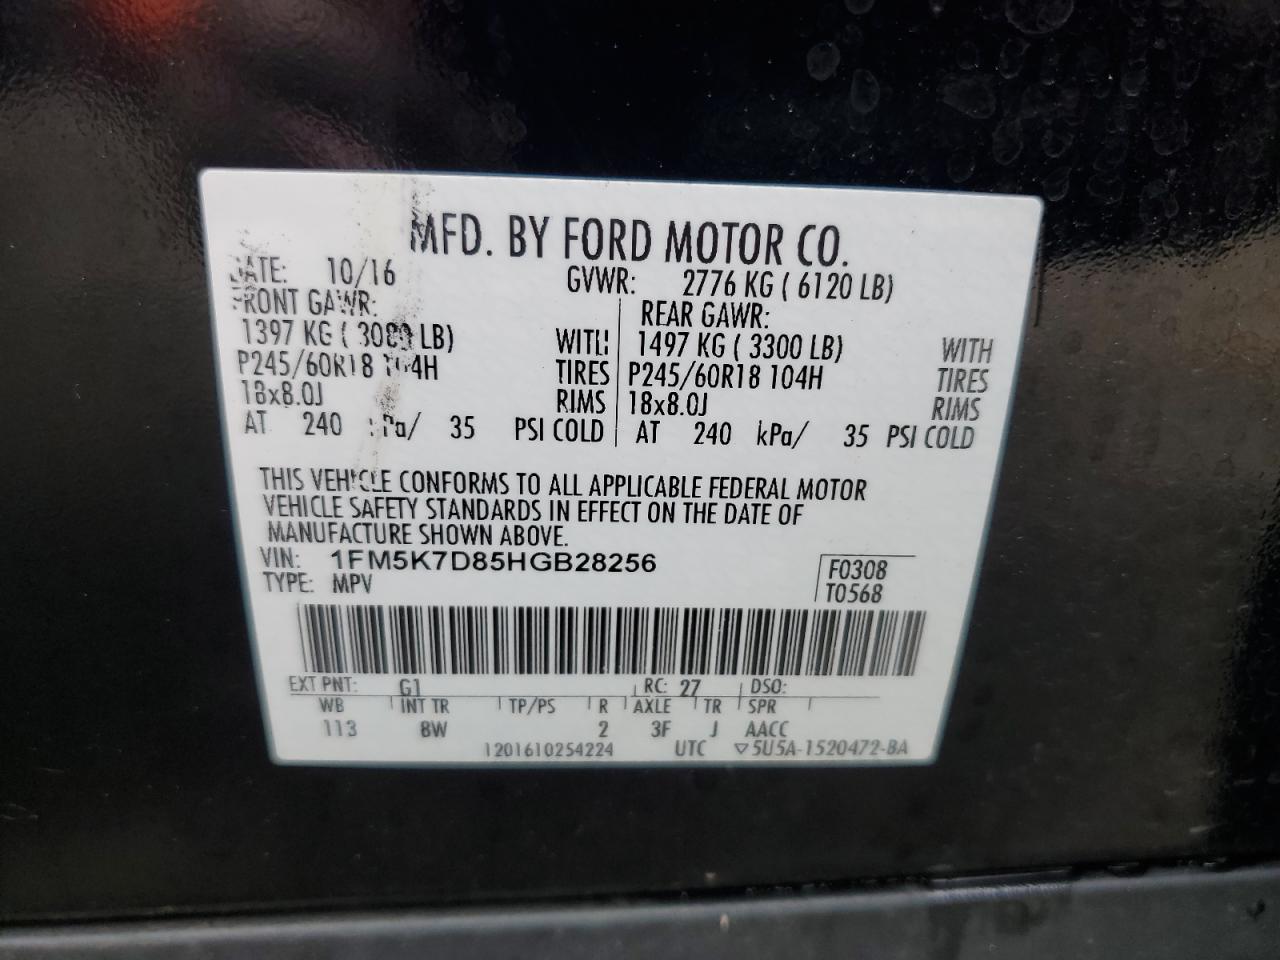 MFD. BY FORD MOTOR CO.
DATE: 10/16 GVWR: 2776 KG ( 6120 LB)
FRONT GAWR: REAR GAWR:
1397 KG ( 3080 LB) WITH 1497 KG ( 3300 LB) WITH
P245/60R18 104H TIRES P245/60R18 104H TIRES
18x8.0J RIMS 18x8.0J RIMS
AT 240 kPa/ 35 PSI COLD AT 240 kPa/ 35 PSI COLD
THIS VEHICLE CONFORMS TO ALL APPLICABLE FEDERAL MOTOR
VEHICLE SAFETY STANDARDS IN EFFECT ON THE DATE OF
MANUFACTURE SHOWN ABOVE.
VIN: 1FM5K7D85HGB28256 F0308
TYPE: MPV T0568
EXT PNT: G1 RC: 27 DSO:
WB INT TR TP/PS R AXLE TR SPR
113 8W 2 3F J AACC
1201610254224 UTC ▽5U5A-1520472-BA